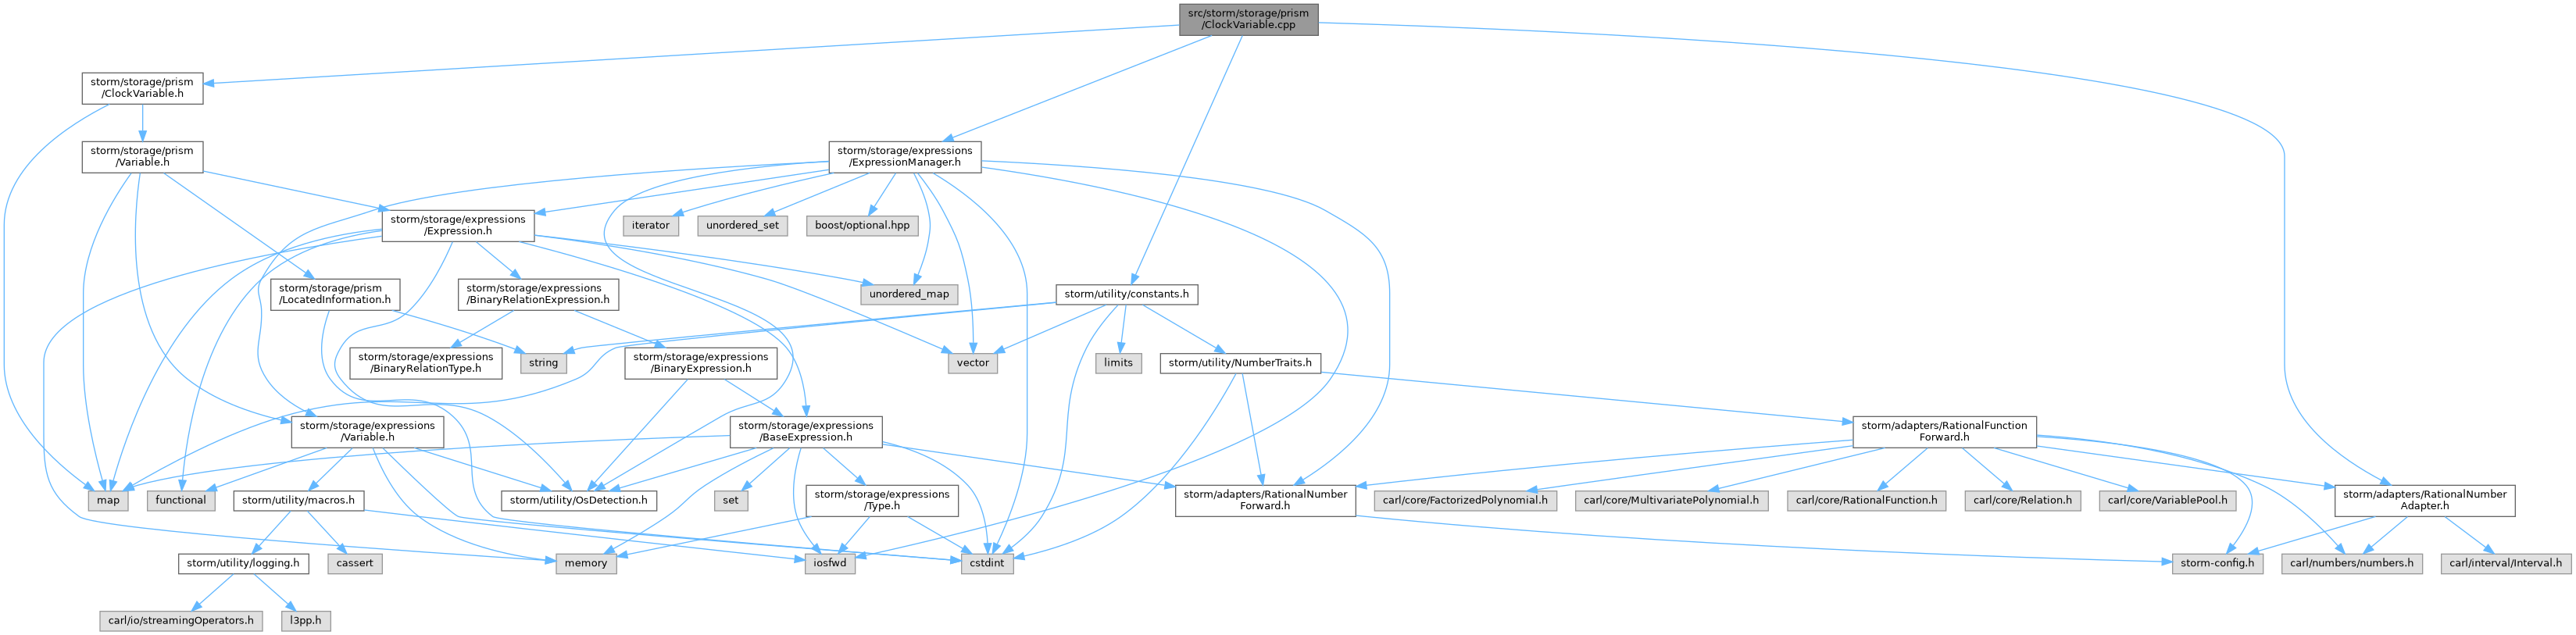 src/storm/storage/prism
/ClockVariable.cpp
storm/storage/prism
/ClockVariable.h
storm/storage/prism
/Variable.h
storm/storage/expressions
/ExpressionManager.h
storm/storage/expressions
/Expression.h
iterator
unordered_set
boost/optional.hpp
storm/storage/prism
/LocatedInformation.h
storm/storage/expressions
/BinaryRelationExpression.h
unordered_map
storm/utility/constants.h
storm/storage/expressions
/BinaryRelationType.h
string
storm/storage/expressions
/BinaryExpression.h
vector
limits
storm/utility/NumberTraits.h
storm/storage/expressions
/Variable.h
storm/storage/expressions
/BaseExpression.h
storm/adapters/RationalFunction
Forward.h
map
functional
storm/utility/macros.h
storm/utility/OsDetection.h
set
storm/storage/expressions
/Type.h
storm/adapters/RationalNumber
Forward.h
carl/core/FactorizedPolynomial.h
carl/core/MultivariatePolynomial.h
carl/core/RationalFunction.h
carl/core/Relation.h
carl/core/VariablePool.h
storm/adapters/RationalNumber
Adapter.h
storm/utility/logging.h
cassert
memory
iosfwd
cstdint
storm-config.h
carl/numbers/numbers.h
carl/interval/Interval.h
carl/io/streamingOperators.h
l3pp.h